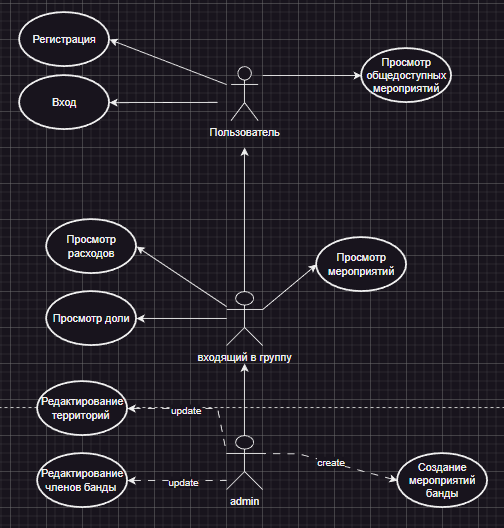 Регистрация
Просмотр
общедоступных
мероприятий
Вход
Пользователь
Просмотр
расходов
Просмотр
мероприятий
Просмотр доли
входящий в группу
Редактирование
территорий
update
create
Редактирование
членов банды
update
Создание
мероприятий
банды
admin